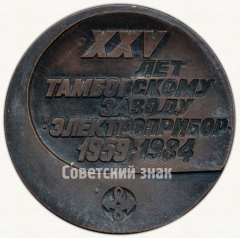 XXV
ЛЕТ
ТАМБОВСКОМУ
ЗАВОДУ
"ЭЛЕКТРОПРИБОР"
1959-1984
Советский знак